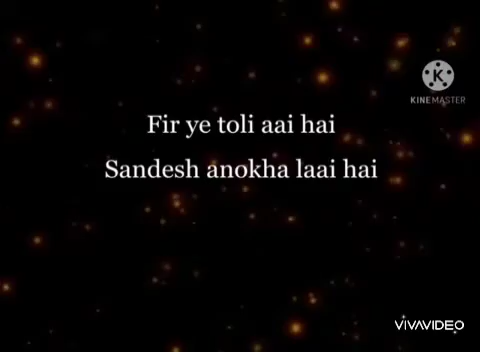 K
KINEMASTER
Fir ye toli aai hai
Sandesh anokha laai hai
VIVAVIDEO